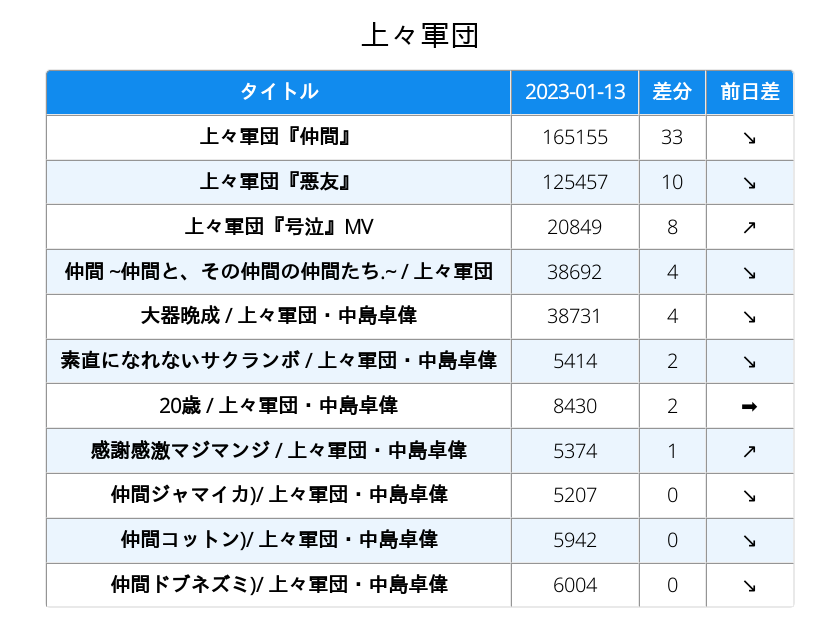 上々軍団
タイトル 2023-01-13 差分 前日差
上々軍団『仲間』 165155 33 ↘
上々軍団『悪友』 125457 10 ↘
上々軍団『号泣』MV 20849 8 ↗
仲間 ~仲間と、その仲間の仲間たち.~ / 上々軍団 38692 4 ↘
大器晩成 / 上々軍団・中島卓偉 38731 4 ↘
素直になれないサクランボ / 上々軍団・中島卓偉 5414 2 ↘
20歳 / 上々軍団・中島卓偉 8430 2 ➡
感謝感激マジマンジ / 上々軍団・中島卓偉 5374 1 ↗
仲間ジャマイカ)/ 上々軍団・中島卓偉 5207 0 ↘
仲間コットン)/ 上々軍団・中島卓偉 5942 0 ↘
仲間ドブネズミ)/ 上々軍団・中島卓偉 6004 0 ↘